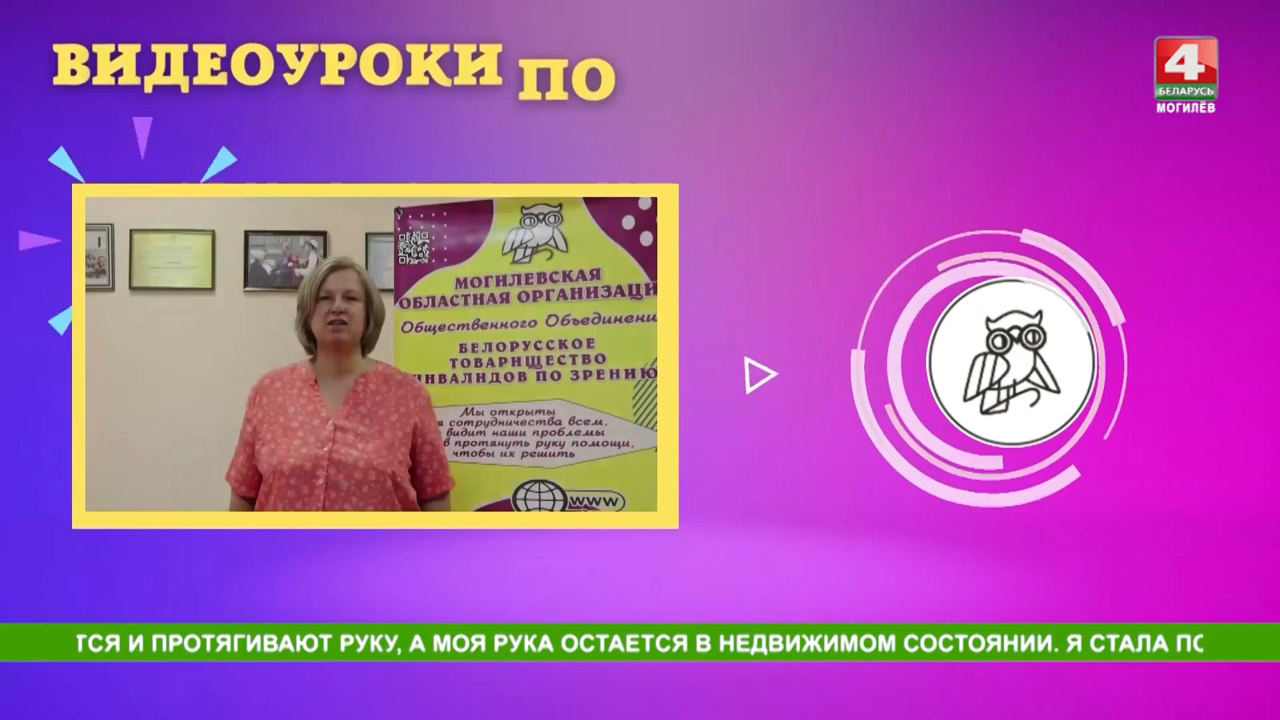 ВИДЕОУРОКИ ПО
4
БЕЛАРУСЬ
МОГИЛЁВ
МОГИЛЕВСКАЯ
ОБЛАСТНАЯ ОРГАНИЗАЦИ
Общественного Объединени
БЕЛОРУССКОЕ
ТОВАРИЩЕСТВО
ИНВАЛИДОВ ПО ЗРЕНИЮ
Мы открыты
я сотрудничества всем,
видит наши проблемы
в протянуть руку помощи,
чтобы их решить
www
ТСЯ И ПРОТЯГИВАЮТ РУКУ, А МОЯ РУКА ОСТАЕТСЯ В НЕДВИЖИМОМ СОСТОЯНИИ. Я СТАЛА ПО